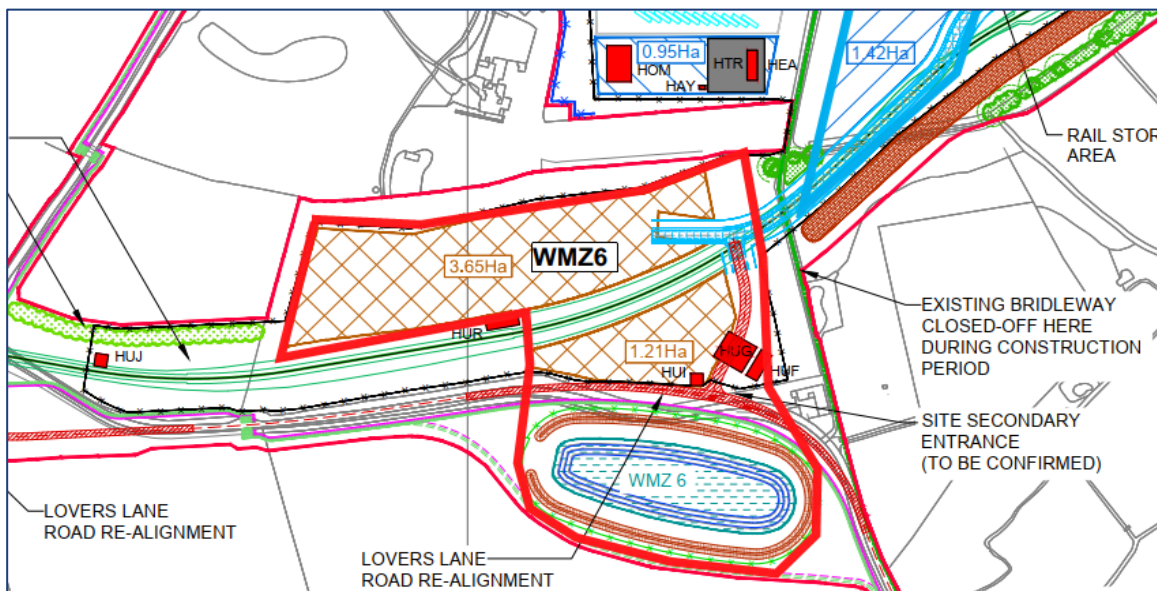 0.95Ha
HOM
HTR
HEA
HAY
1.42Ha
RAIL STOR
AREA
WMZ6
3.65Ha
HUR
HUJ
1.21Ha
HUG
HUI
HUF
EXISTING BRIDLEWAY
CLOSED-OFF HERE
DURING CONSTRUCTION
PERIOD
SITE SECONDARY
ENTRANCE
(TO BE CONFIRMED)
WMZ 6
LOVERS LANE
ROAD RE-ALIGNMENT
LOVERS LANE
ROAD RE-ALIGNMENT